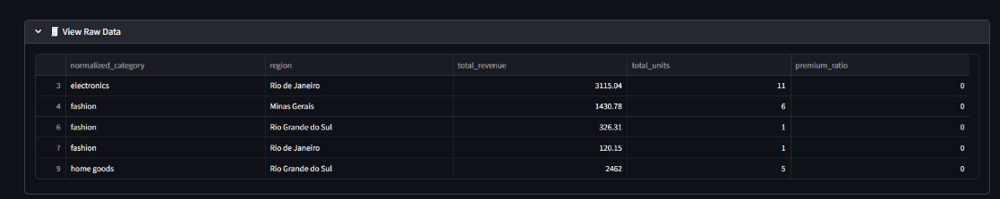 View Raw Data
normalized_category region total_revenue total_units premium_ratio
3 electronics Rio de Janeiro 3115.04 11 0
4 fashion Minas Gerais 1430.78 6 0
6 fashion Rio Grande do Sul 326.31 1 0
7 fashion Rio de Janeiro 120.15 1 0
9 home goods Rio Grande do Sul 2462 5 0